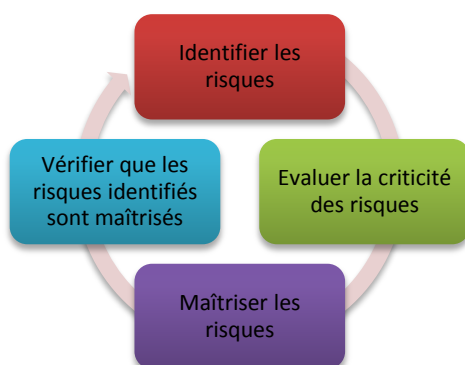 Identifier les
risques
Evaluer la criticité
des risques
Maîtriser les
risques
Vérifier que les
risques identifiés
sont maîtrisés